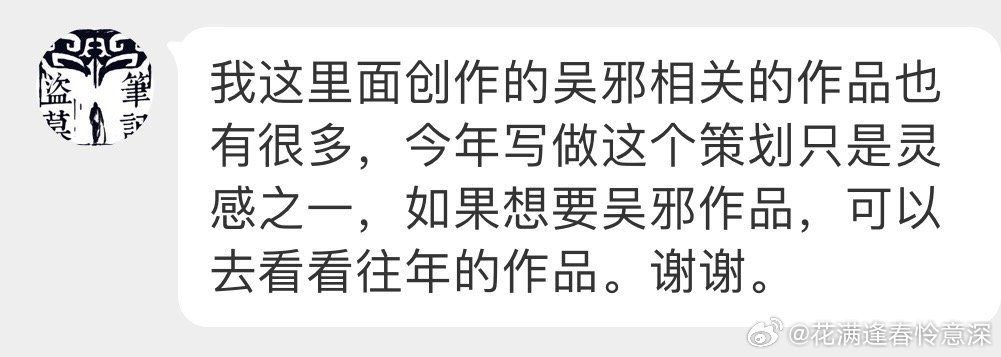 盗墓
筆記
我这里面创作的吴邪相关的作品也
有很多，今年写做这个策划只是灵
感之一，如果想要吴邪作品，可以
去看看往年的作品。谢谢。
@花满逢春怜意深